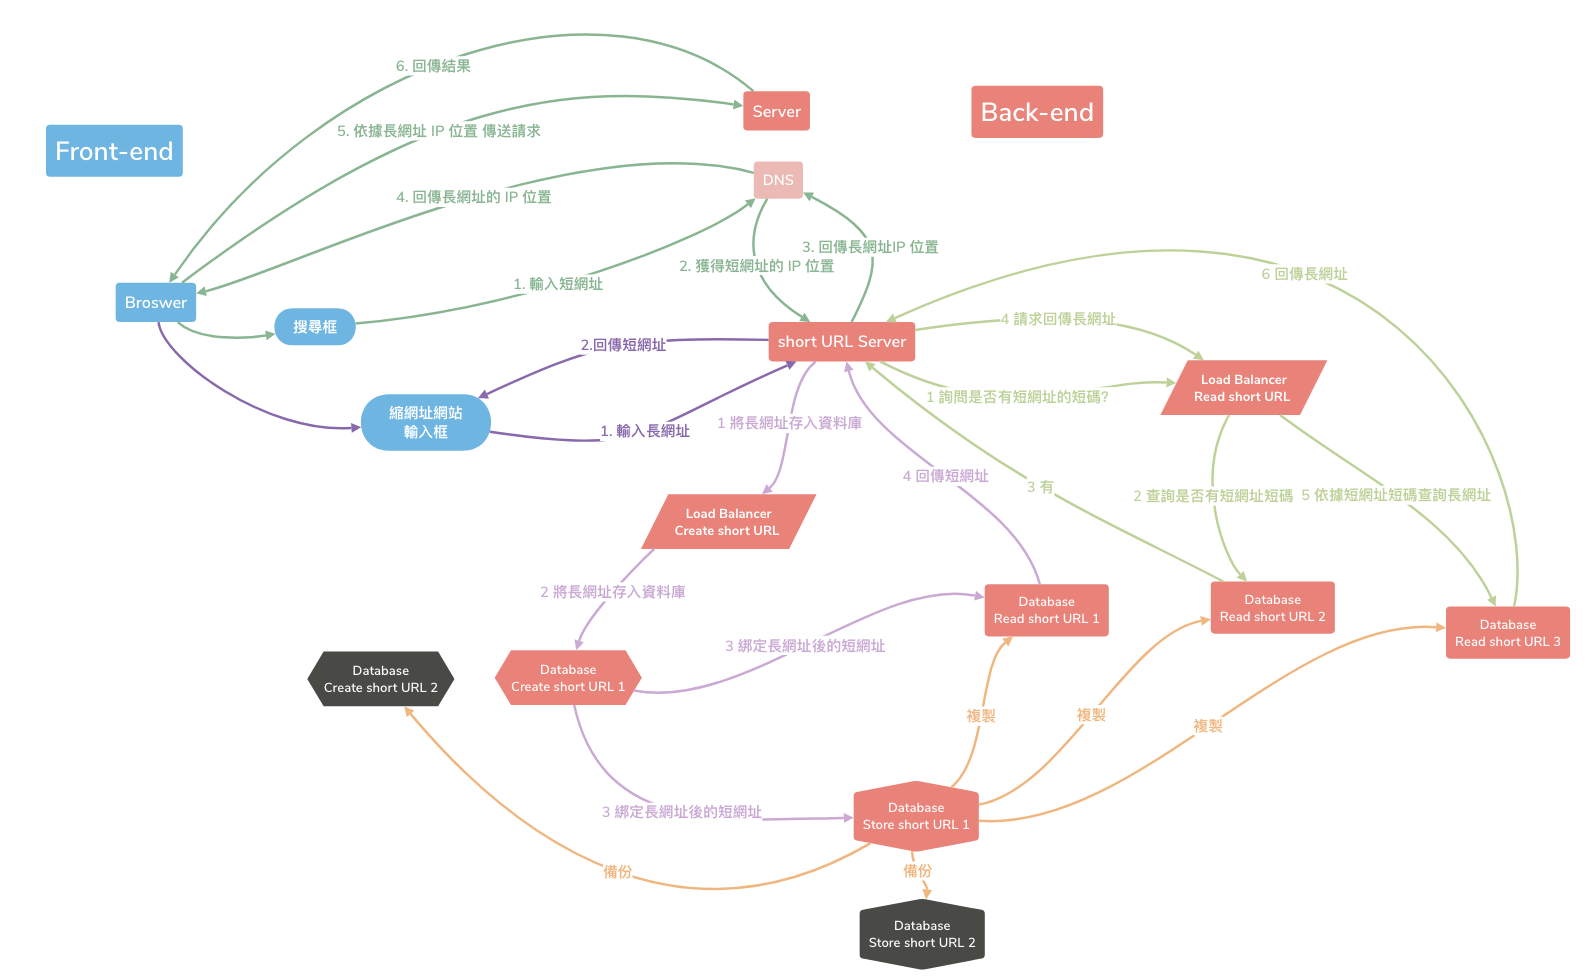 6. 回傳結果
Server
Back-end
Front-end
5. 依據長網址 IP 位置 傳送請求
DNS
4. 回傳長網址的 IP 位置
3. 回傳長網址IP 位置
2. 獲得短網址的 IP 位置
6 回傳長網址
1. 輸入短網址
Broswer
搜尋框
4 請求回傳長網址
short URL Server
2.回傳短網址
Load Balancer
Read short URL
1 詢問是否有短網址的短碼?
縮網址網站
輸入框
1. 輸入長網址
1 將長網址存入資料庫
4 回傳短網址
3 有
2 查詢是否有短網址短碼
5 依據短網址短碼查詢長網址
Load Balancer
Create short URL
2 將長網址存入資料庫
Database
Read short URL 1
Database
Read short URL 2
Database
Read short URL 3
3 綁定長網址後的短網址
Database
Create short URL 2
Database
Create short URL 1
複製
複製
複製
3 綁定長網址後的短網址
Database
Store short URL 1
備份
備份
Database
Store short URL 2